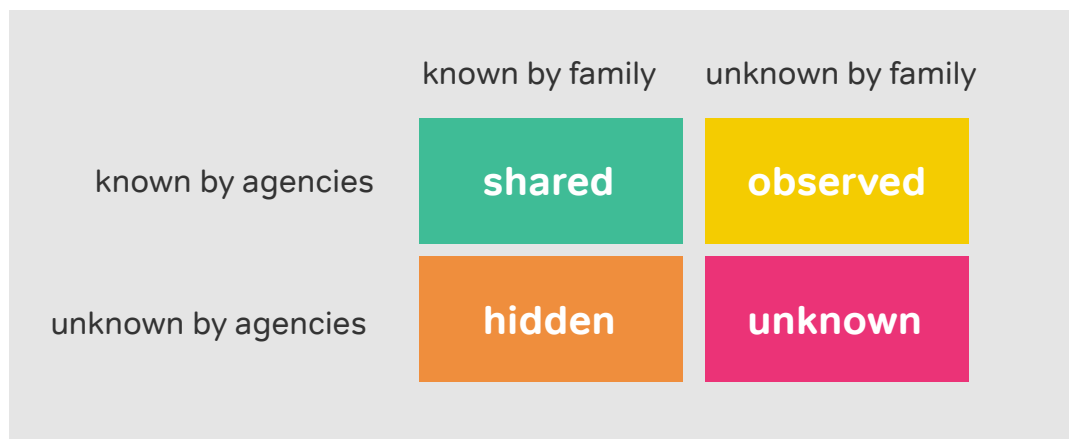 known by family unknown by family
known by agencies shared observed
unknown by agencies hidden unknown